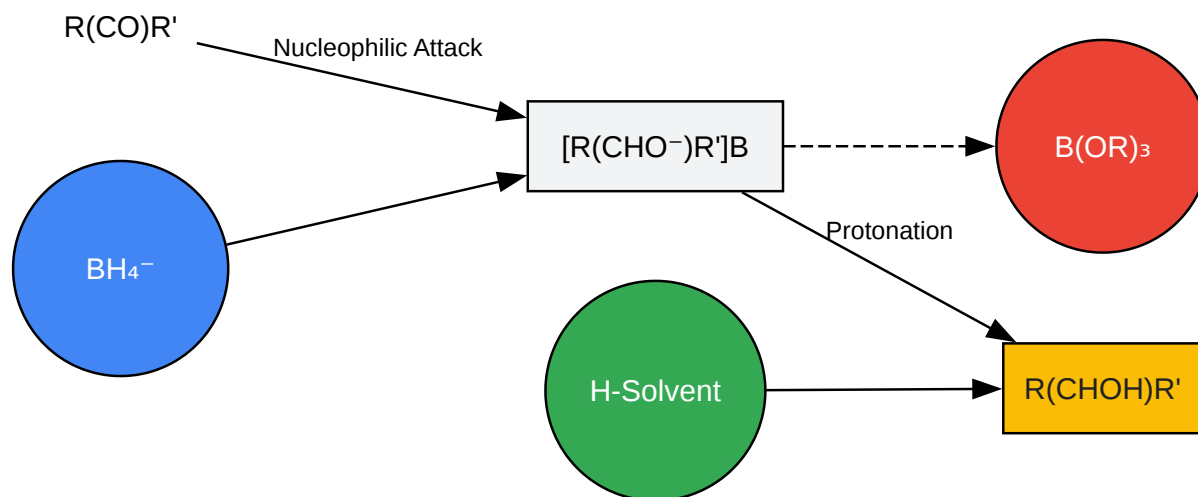 R(CO)R'
Nucleophilic Attack
[R(CHO⁻)R']B
B(OR)₃
BH₄⁻
Protonation
H-Solvent
R(CHOH)R'